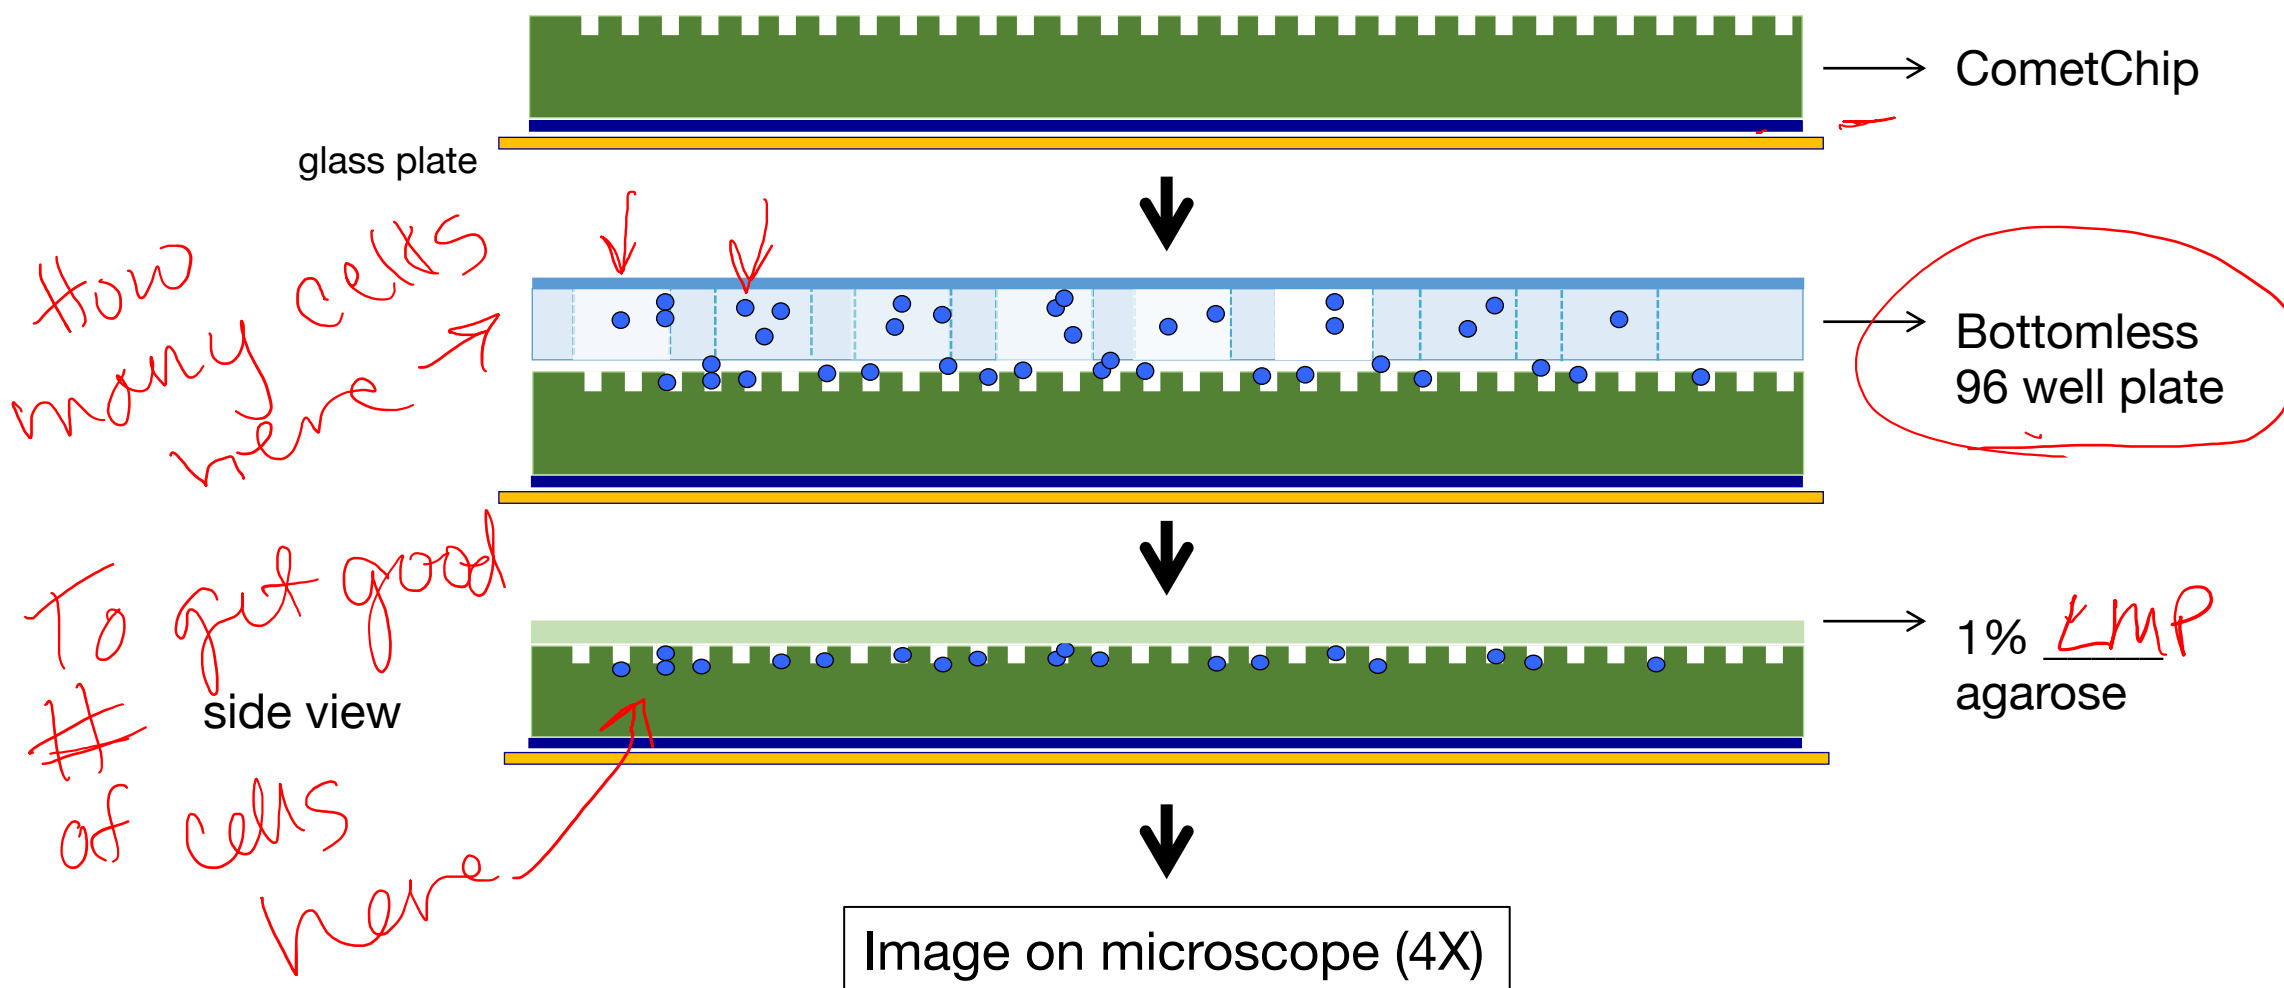 CometChip
glass plate
How
many cells
here
Bottomless
96 well plate
To get good
#
of cells
here
side view
1% LMP
agarose
Image on microscope (4X)